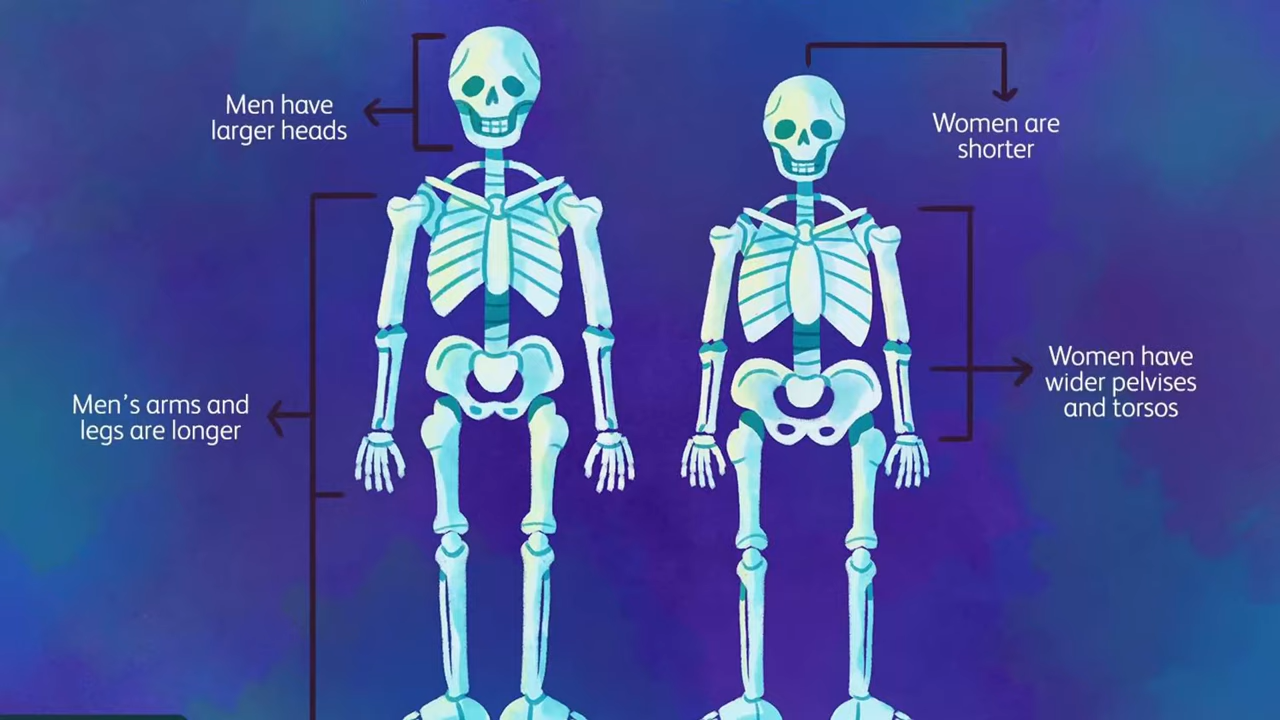 Men have
larger heads
Women are
shorter
Men's arms and
legs are longer
Women have
wider pelvises
and torsos